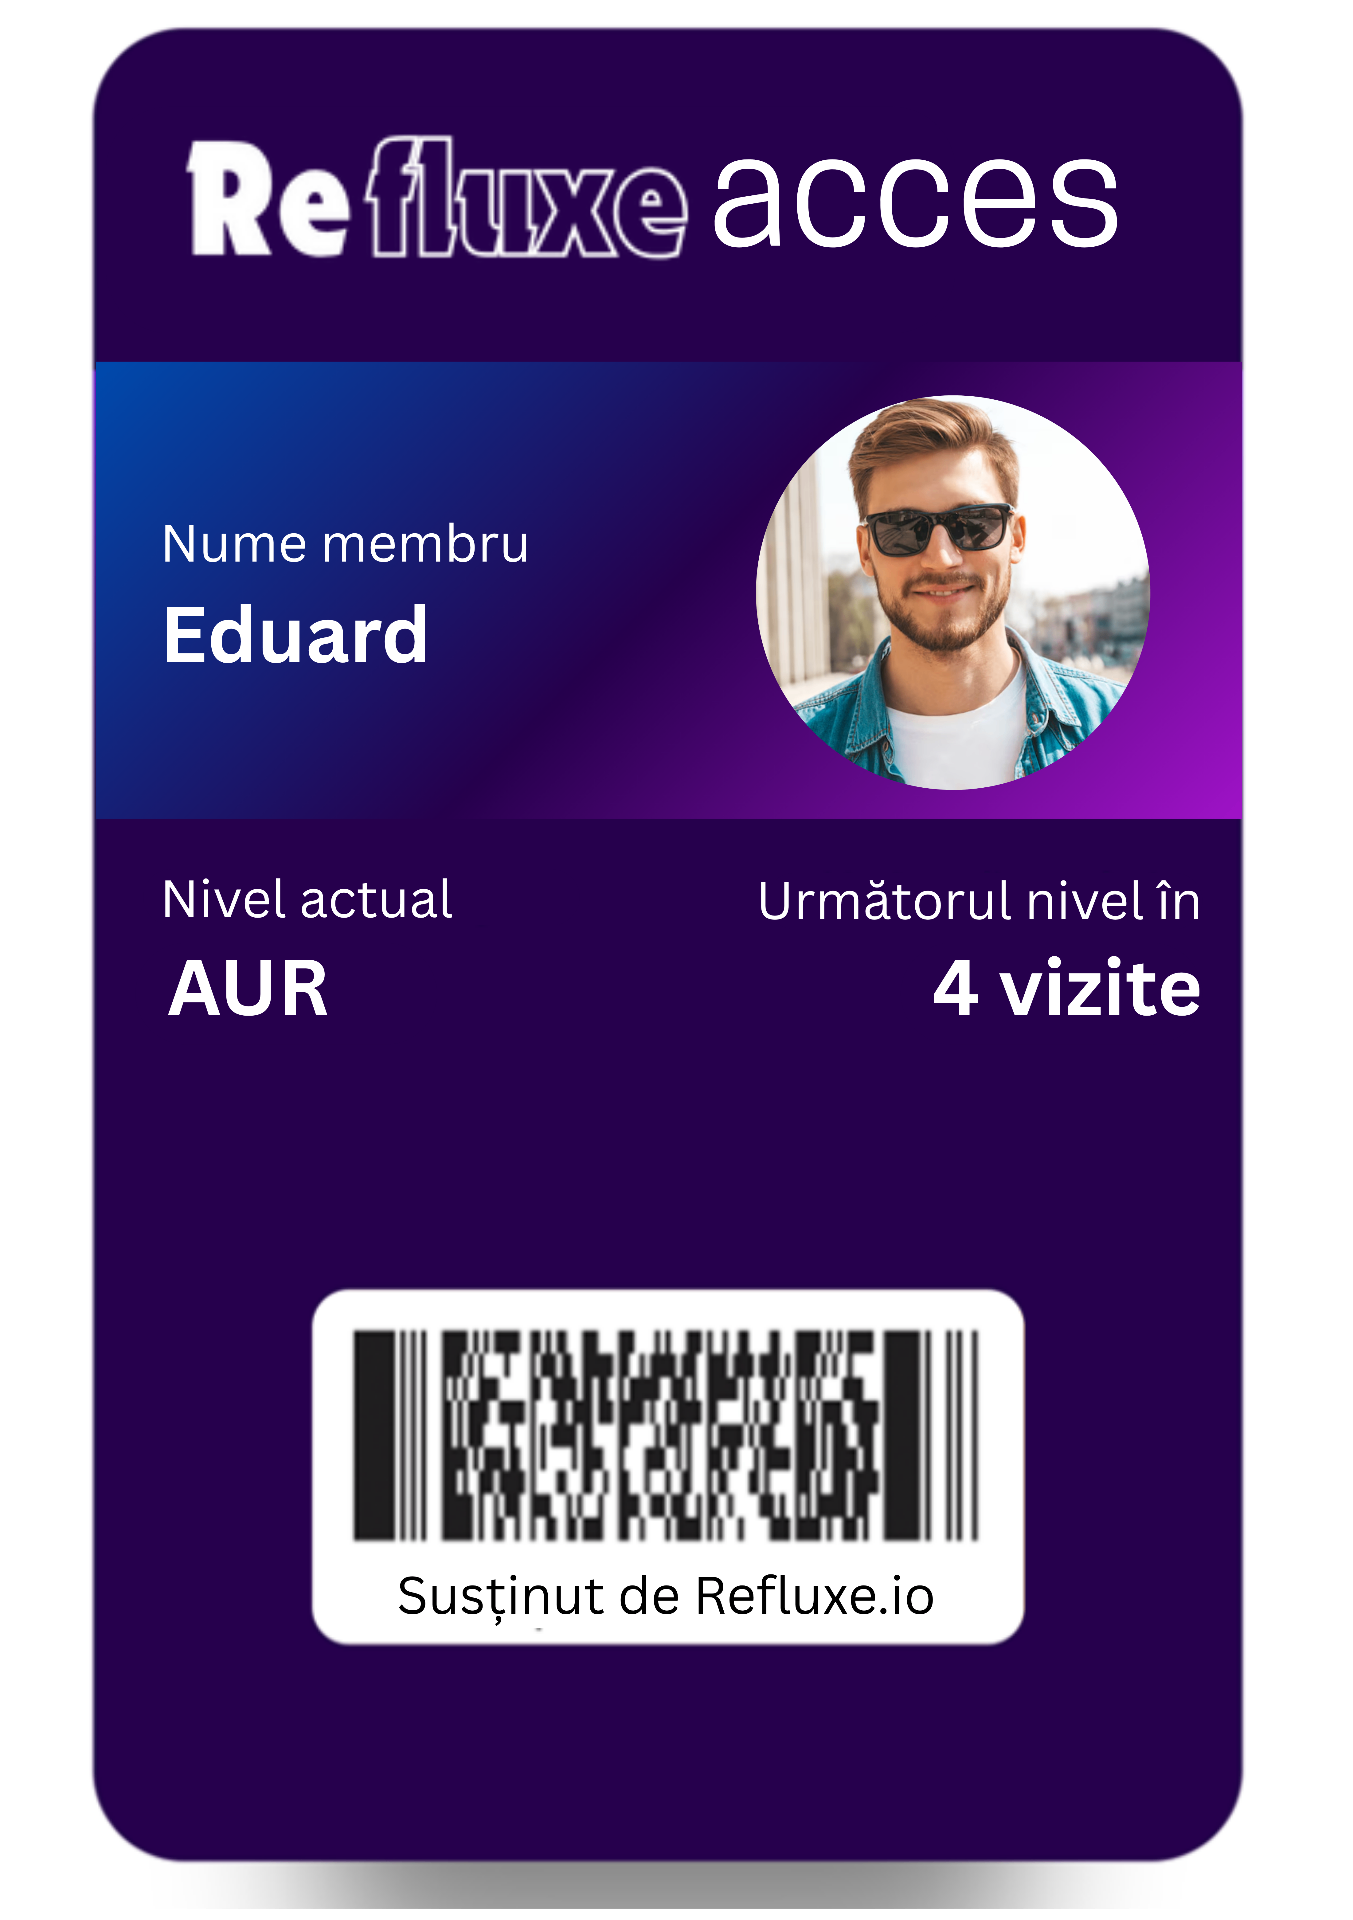 Refluxe acces
Nume membru
Eduard
Nivel actual
AUR
Următorul nivel în
4 vizite
Susținut de Refluxe.io